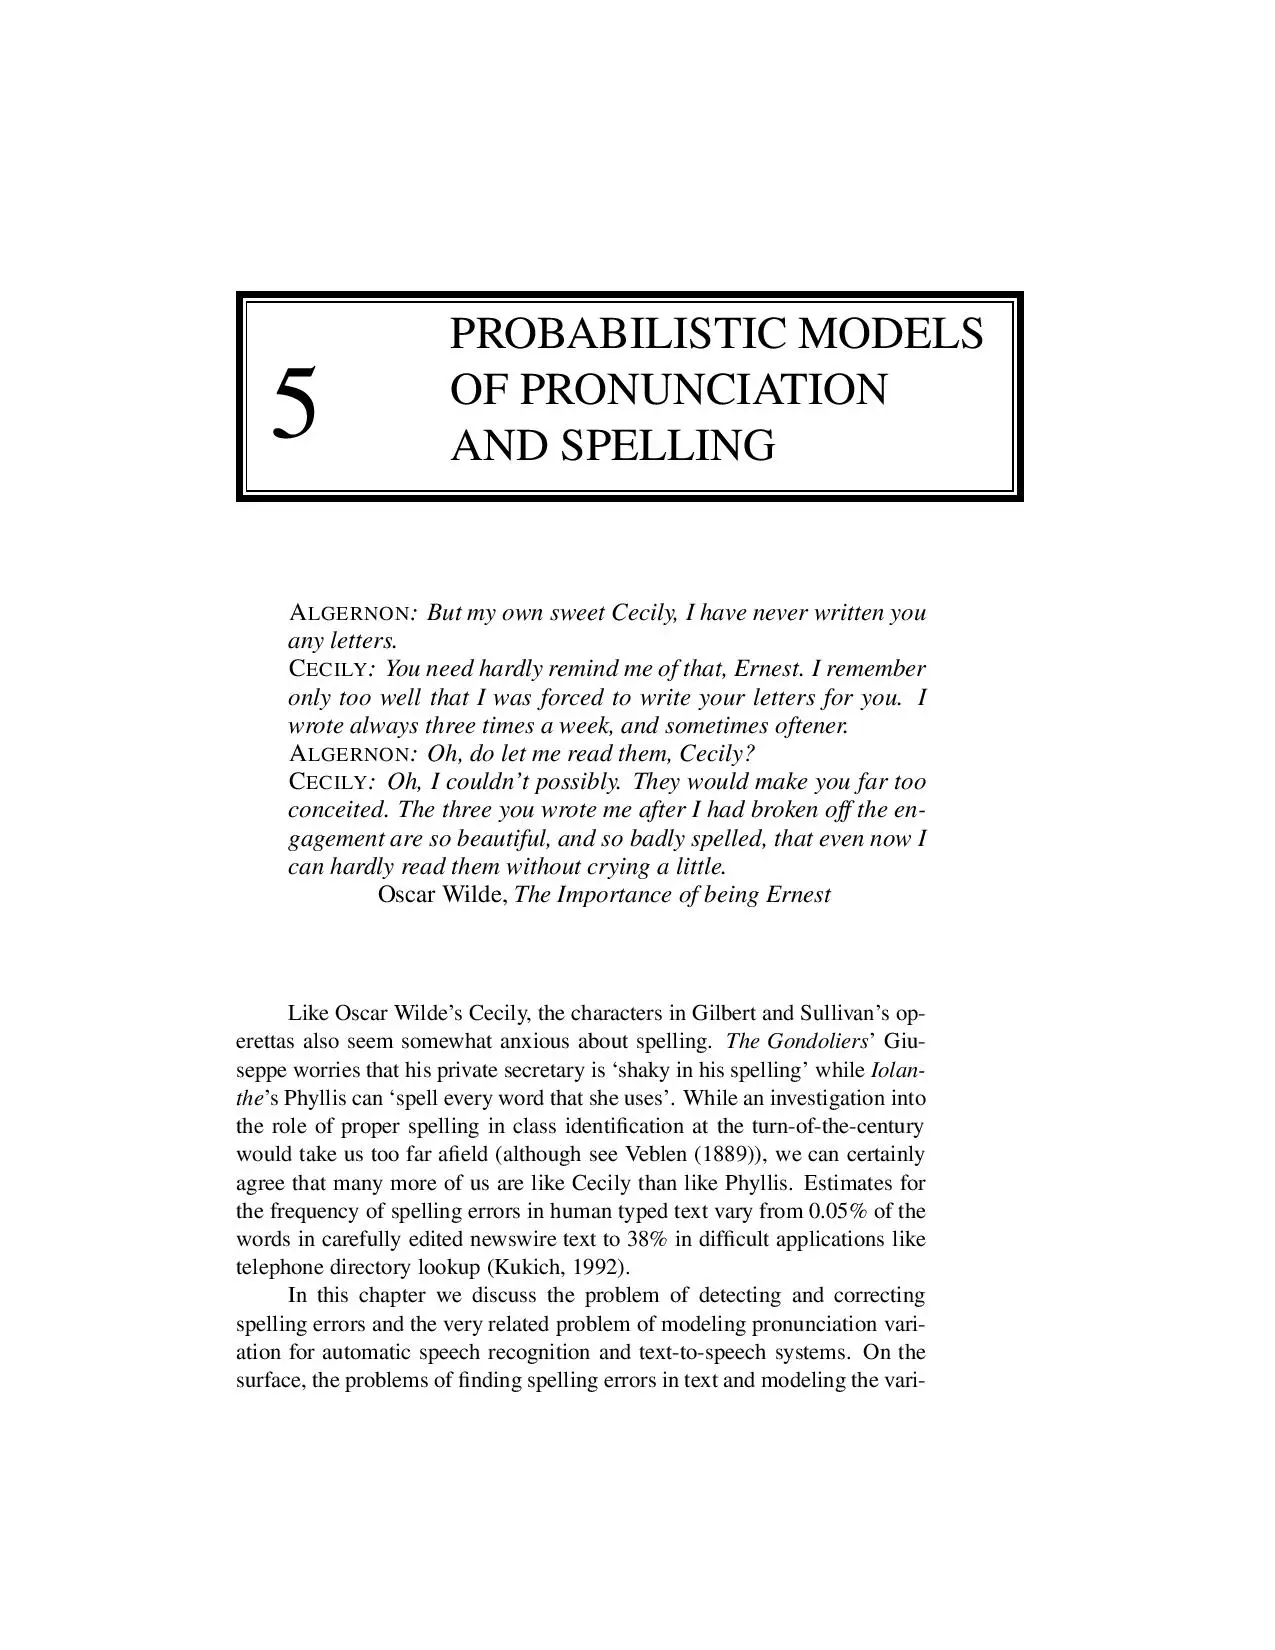 5
PROBABILISTIC MODELS
OF PRONUNCIATION
AND SPELLING
ALGERNON: But my own sweet Cecily, I have never written you
any letters.
CECILY: You need hardly remind me of that, Ernest. I remember
only too well that I was forced to write your letters for you. I
wrote always three times a week, and sometimes oftener.
ALGERNON: Oh, do let me read them, Cecily?
CECILY: Oh, I couldn't possibly. They would make you far too
conceited. The three you wrote me after I had broken off the en-
gagement are so beautiful, and so badly spelled, that even now I
can hardly read them without crying a little.
Oscar Wilde, The Importance of being Ernest
Like Oscar Wilde's Cecily, the characters in Gilbert and Sullivan's op-
erettas also seem somewhat anxious about spelling. The Gondoliers' Giu-
seppe worries that his private secretary is ‘shaky in his spelling’ while Iolan-
the's Phyllis can ‘spell every word that she uses’. While an investigation into
the role of proper spelling in class identification at the turn-of-the-century
would take us too far afield (although see Veblen (1889)), we can certainly
agree that many more of us are like Cecily than like Phyllis. Estimates for
the frequency of spelling errors in human typed text vary from 0.05% of the
words in carefully edited newswire text to 38% in difficult applications like
telephone directory lookup (Kukich, 1992).
In this chapter we discuss the problem of detecting and correcting
spelling errors and the very related problem of modeling pronunciation vari-
ation for automatic speech recognition and text-to-speech systems. On the
surface, the problems of finding spelling errors in text and modeling the vari-